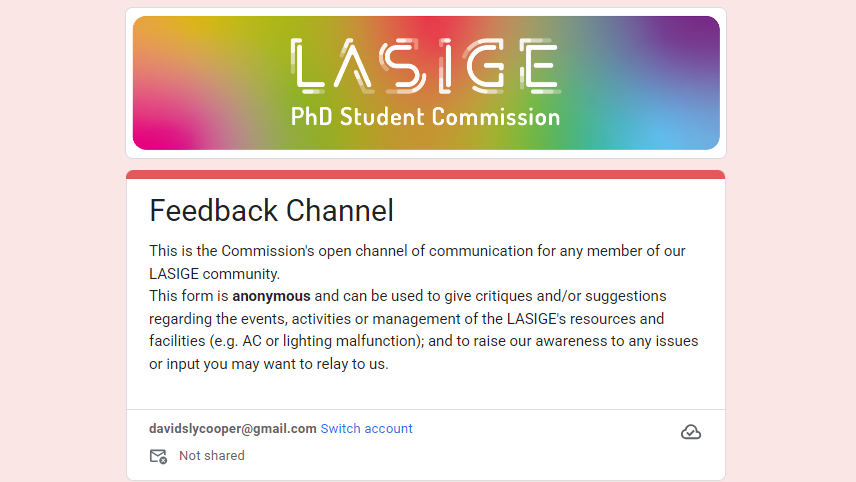 LASIGE
PhD Student Commission
Feedback Channel
This is the Commission's open channel of communication for any member of our
LASIGE community.
This form is anonymous and can be used to give critiques and/or suggestions
regarding the events, activities or management of the LASIGE's resources and
facilities (e.g. AC or lighting malfunction); and to raise our awareness to any issues
or input you may want to relay to us.
davidslycooper@gmail.com Switch account
Not shared